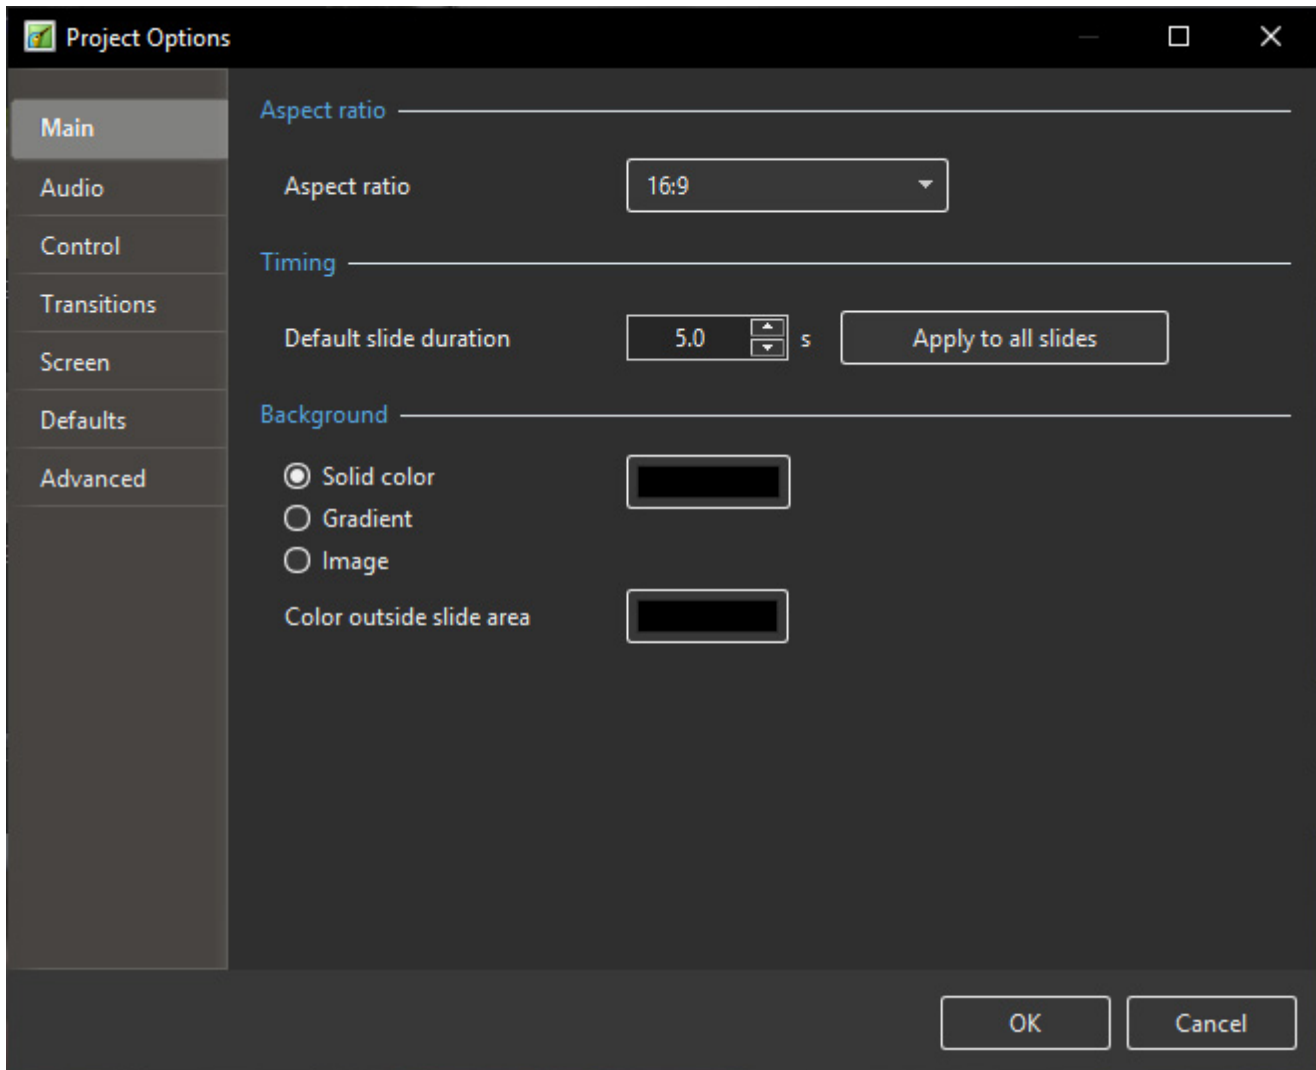 Project Options
Main
Audio
Control
Transitions
Screen
Defaults
Advanced
Aspect ratio
Aspect ratio 16:9
Timing
Default slide duration 5.0 s Apply to all slides
Background
Solid color
Gradient
Image
Color outside slide area
OK Cancel